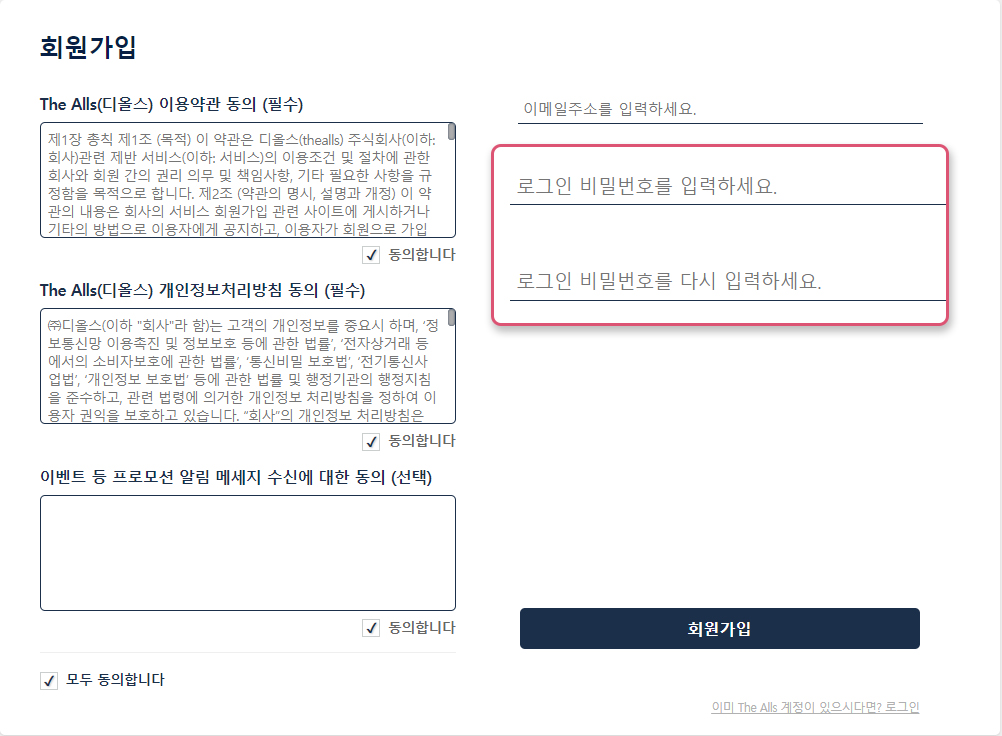 회원가입
The Alls(디올스) 이용약관 동의 (필수)
제1장 총칙 제1조 (목적) 이 약관은 디올스(thealls) 주식회사(이하:
회사)관련 제반 서비스(이하: 서비스)의 이용조건 및 절차에 관한
회사와 회원 간의 권리 의무 및 책임사항, 기타 필요한 사항을 규
정함을 목적으로 합니다. 제2조 (약관의 명시, 설명과 개정) 이 약
관의 내용은 회사의 서비스 회원가입 관련 사이트에 게시하거나
기타의 방법으로 이용자에게 공지하고, 이용자가 회원으로 가입
동의합니다
The Alls(디올스) 개인정보처리방침 동의 (필수)
㈜디올스(이하 "회사"라 함)는 고객의 개인정보를 중요시 하며, ‘정
보통신망 이용촉진 및 정보보호 등에 관한 법률’, ‘전자상거래 등
에서의 소비자보호에 관한 법률’, ‘통신비밀 보호법’, ‘전기통신사
업법’, ‘개인정보 보호법’ 등에 관한 법률 및 행정기관의 행정지침
을 준수하고, 관련 법령에 의거한 개인정보 처리방침을 정하여 이
용자 권익을 보호하고 있습니다. “회사”의 개인정보 처리방침은
동의합니다
이벤트 등 프로모션 알림 메세지 수신에 대한 동의 (선택)
동의합니다
모두 동의합니다
이메일주소를 입력하세요.
로그인 비밀번호를 입력하세요.
로그인 비밀번호를 다시 입력하세요.
회원가입
이미 The Alls 계정이 있으시다면? 로그인